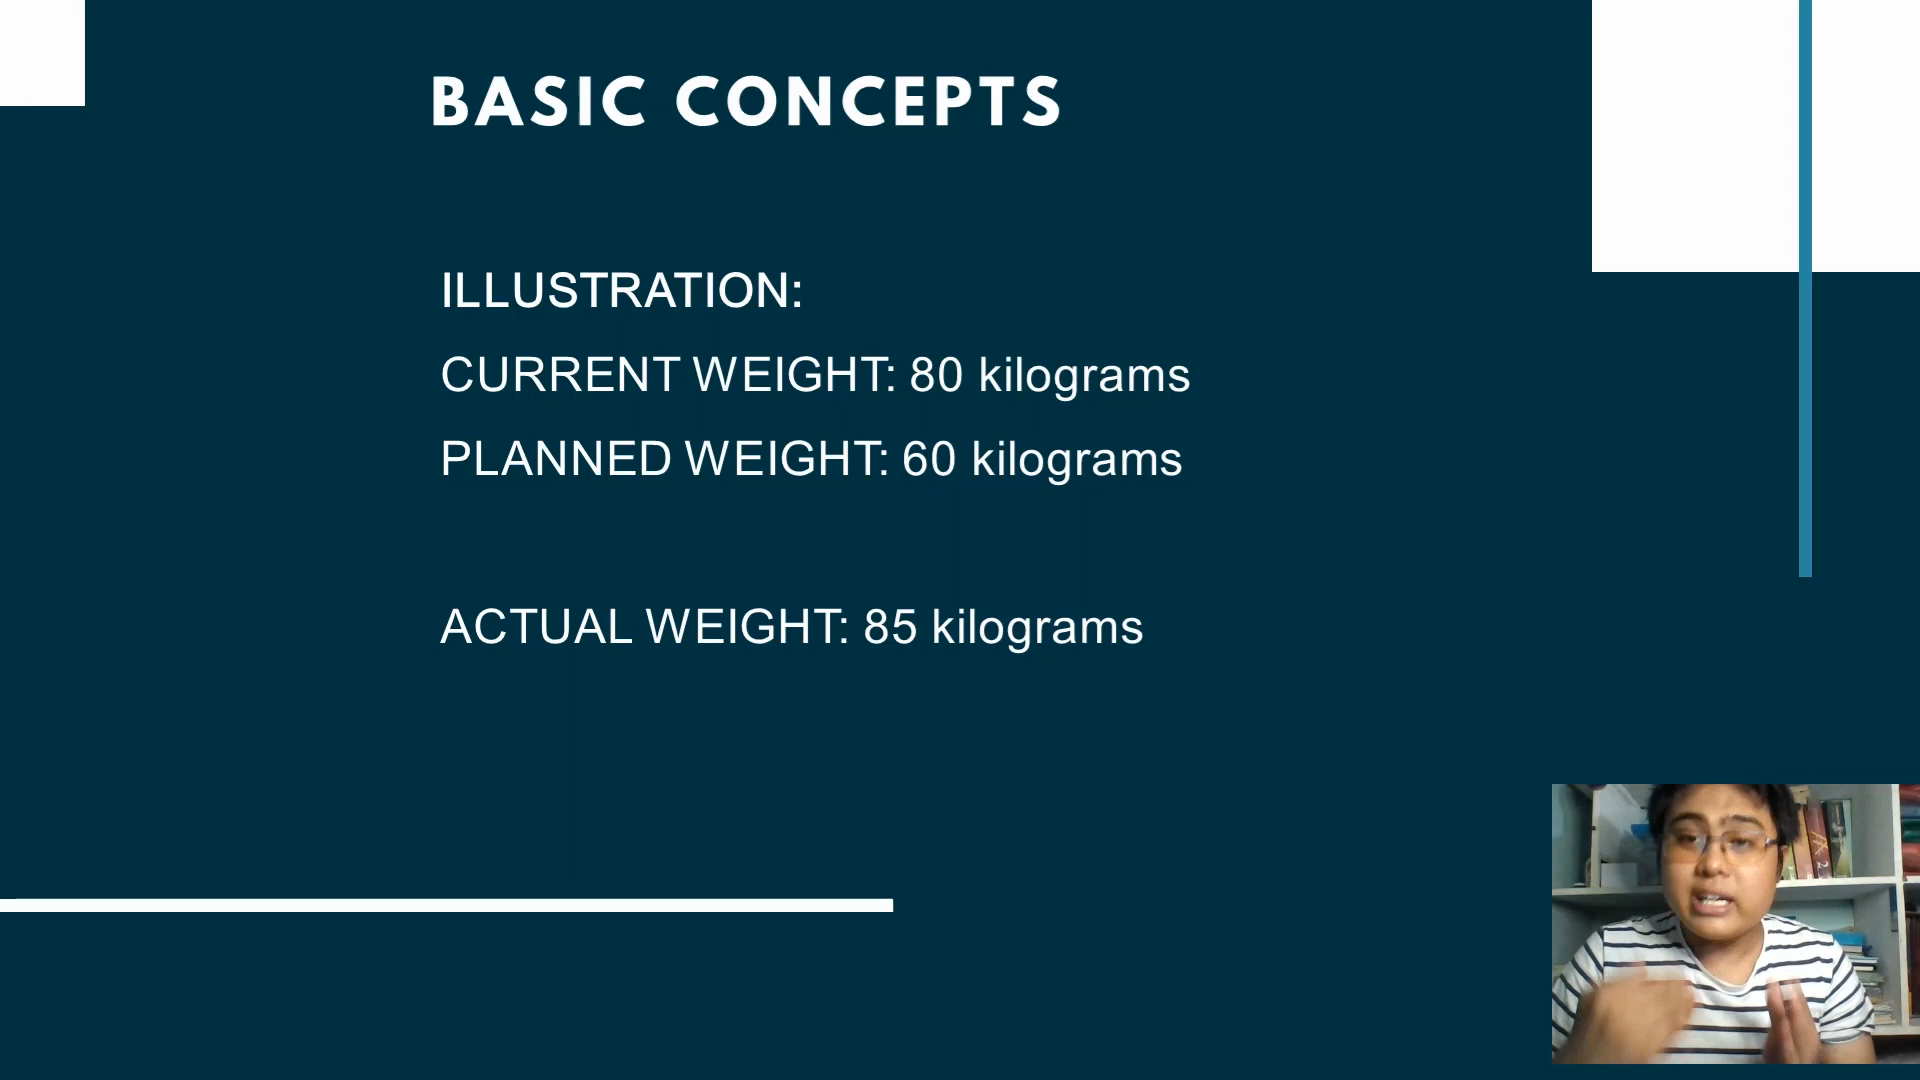 BASIC CONCEPTS
ILLUSTRATION:
CURRENT WEIGHT: 80 kilograms
PLANNED WEIGHT: 60 kilograms
ACTUAL WEIGHT: 85 kilograms